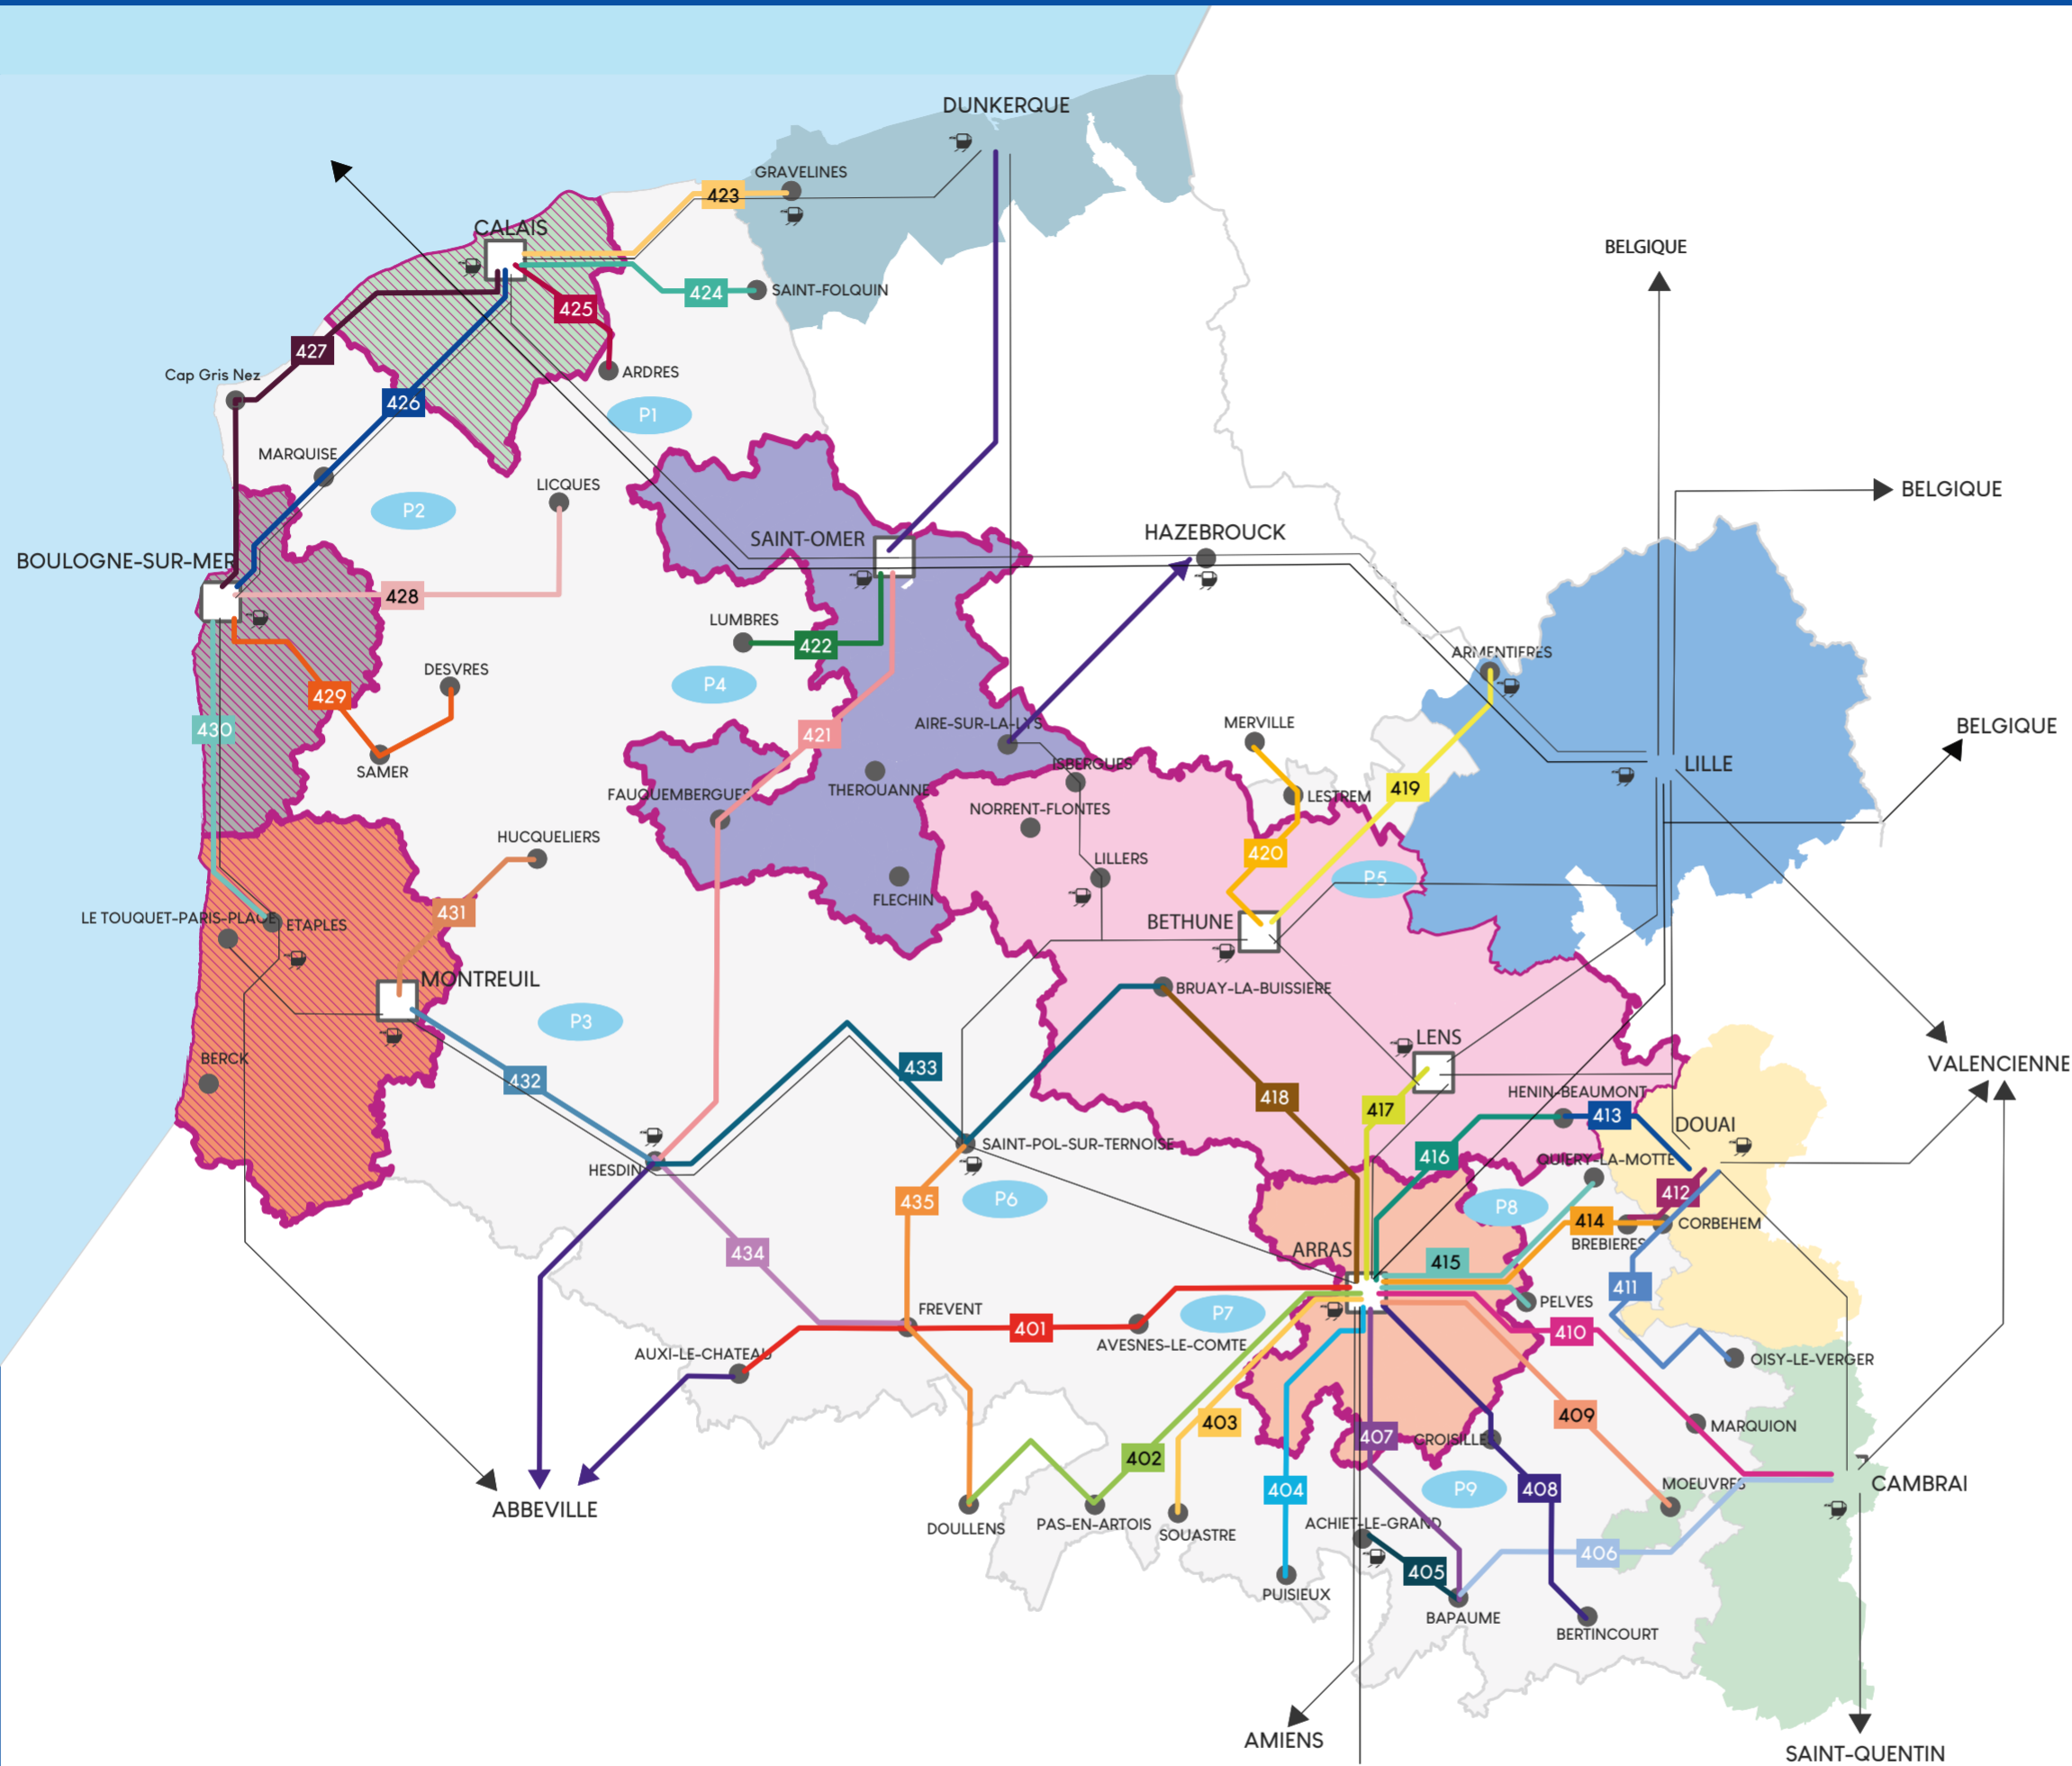 DUNKERQUE
GRAVELINES
423
CALAIS
BELGIQUE
424
SAINT-FOLQUIN
425
427
Cap Gris Nez
ARDRES
426
P1
MARQUISE
LICQUES
BELGIQUE
P2
SAINT-OMER
HAZEBROUCK
BOULOGNE-SUR-MER
428
LUMBRES
422
ARMENTIERES
DESVRES
P4
429
430
421
AIRE-SUR-LA-LYS
MERVILLE
BELGIQUE
SAMER
ISBERGUES
LILLE
THEROUANNE
FAUQUEMBERGUES
419
LESTREM
NORRENT-FLONTES
HUCQUELIERS
420
LILLERS
P5
FLECHIN
431
LE TOUQUET-PARIS-PLAGE
ETAPLES
BETHUNE
MONTREUIL
BRUAY-LA-BUISSIERE
P3
LENS
BERCK
433
VALENCIENNE
432
HENIN-BEAUMONT
418
417
413
DOUAI
SAINT-POL-SUR-TERNOISE
416
QUIERY-LA-MOTTE
HESDIN
435
P6
412
P8
414
CORBEHEM
BREBIERES
434
ARRAS
415
411
PELVES
FREVENT
P7
401
410
AVESNES-LE-COMTE
AUXI-LE-CHATEAU
OISY-LE-VERGER
403
409
MARQUION
407
CROISILLES
402
404
P9
408
MOEUVRES
CAMBRAI
ABBEVILLE
DOULLENS
PAS-EN-ARTOIS
SOUASTRE
ACHIET-LE-GRAND
406
405
PUISIEUX
BAPAUME
BERTINCOURT
AMIENS
SAINT-QUENTIN